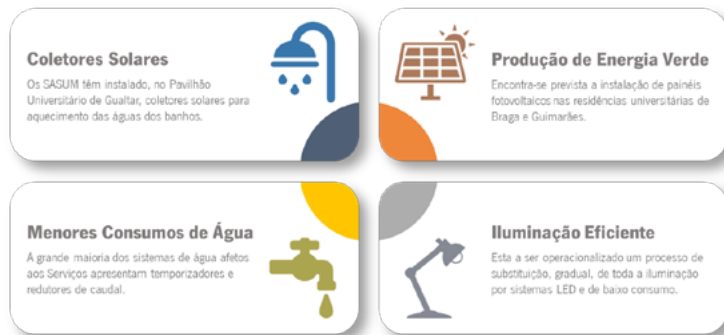 Coletores Solares
Os SASUM têm instalado, no Pavilhão
Universitário de Gualtar, coletores solares para
aquecimento das águas dos banhos.
Produção de Energia Verde
Encontra-se prevista a instalação de painéis
fotovoltaicos nas residências universitárias de
Braga e Guimarães.
Menores Consumos de Água
A grande maioria dos sistemas de água afetos
aos Serviços apresentam temporizadores e
redutores de caudal.
Iluminação Eficiente
Esta a ser operacionalizado um processo de
substituição, gradual, de toda a iluminação
por sistemas LED e de baixo consumo.